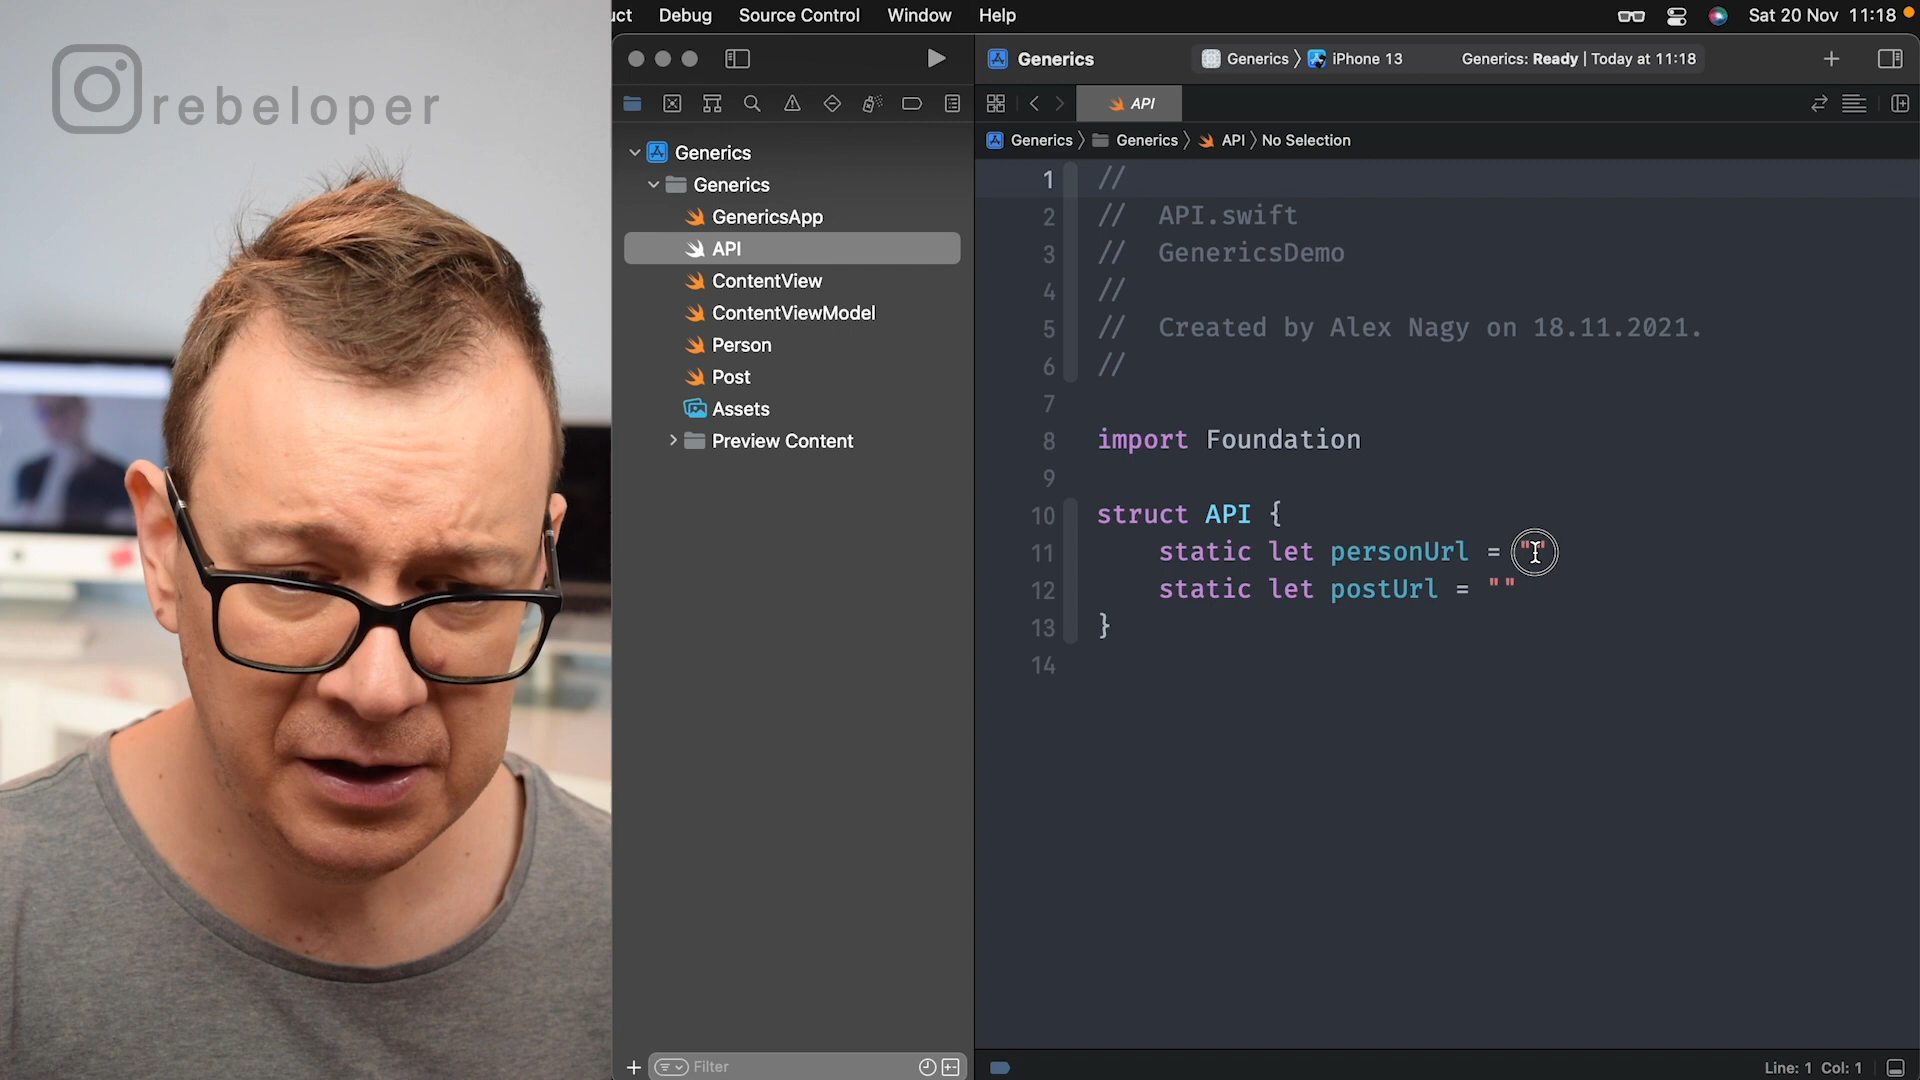 rebeloper
uct Debug Source Control Window Help
Sat 20 Nov 11:18
Generics
Generics iPhone 13
Generics: Ready | Today at 11:18
API
Generics Generics API No Selection
Generics
Generics
GenericsApp
API
ContentView
ContentViewModel
Person
Post
Assets
Preview Content
Filter
1 //
2 // API.swift
3 // GenericsDemo
4 //
5 // Created by Alex Nagy on 18.11.2021.
6 //
7
8 import Foundation
9
10 struct API {
11 static let personUrl = ""
12 static let postUrl = ""
13 }
14
Line: 1 Col: 1